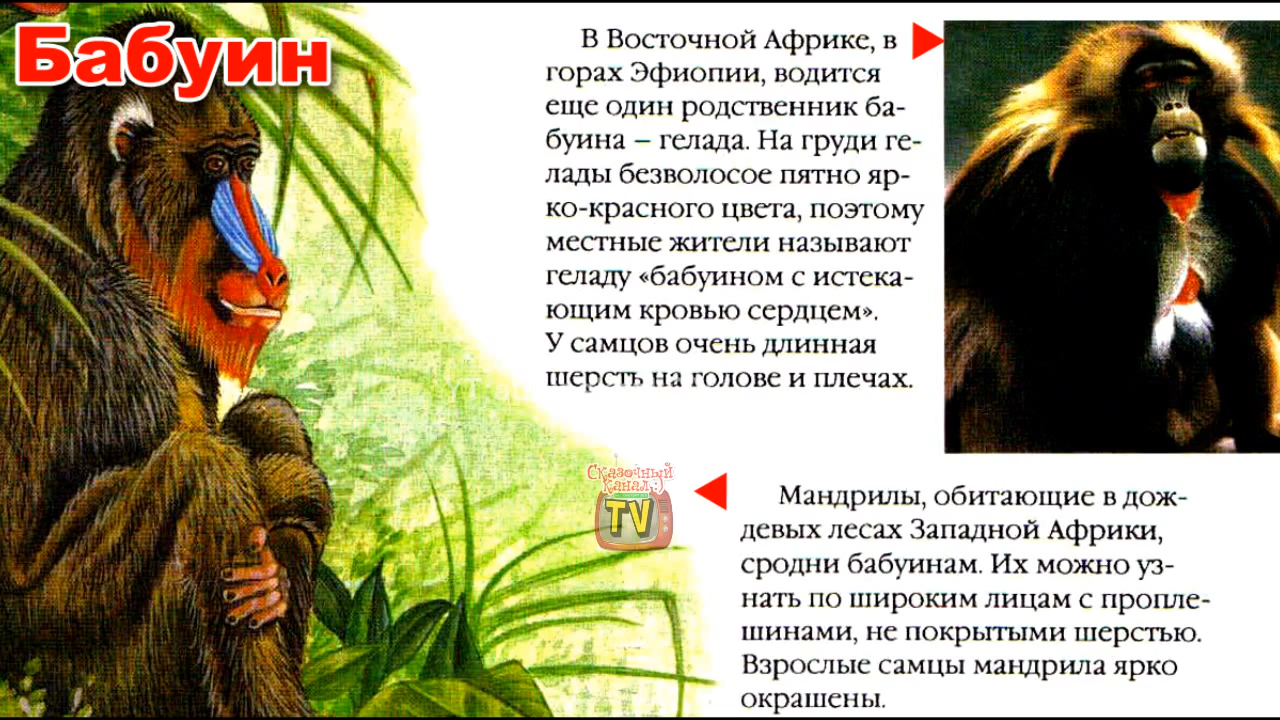 Бабуин
В Восточной Африке, в
горах Эфиопии, водится
еще один родственник ба-
буина – гелада. На груди ге-
лады безволосое пятно яр-
ко-красного цвета, поэтому
местные жители называют
геладу «бабуином с истека-
ющим кровью сердцем».
У самцов очень длинная
шерсть на голове и плечах.
Сказочный
канал:)
TV
Мандрилы, обитающие в дож-
девых лесах Западной Африки,
сродни бабуинам. Их можно уз-
нать по широким лицам с пропле-
шинами, не покрытыми шерстью.
Взрослые самцы мандрила ярко
окрашены.